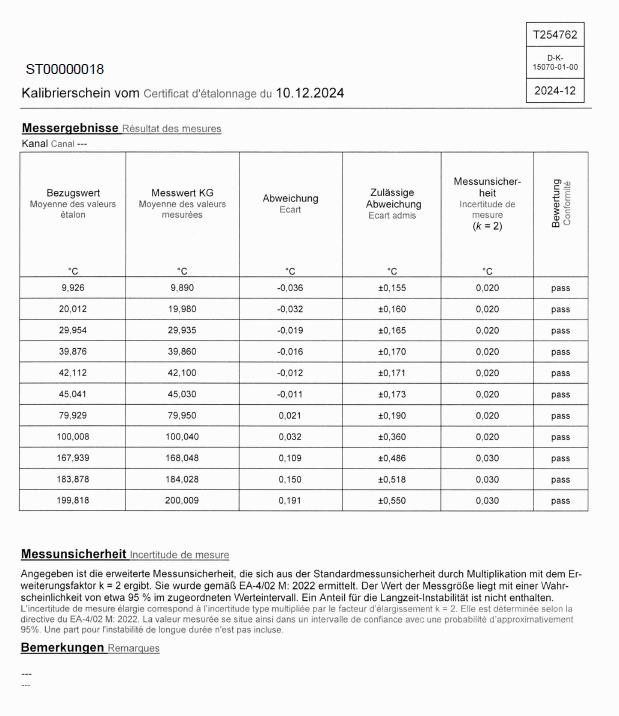 T254762
D-K-
15070-01-00
2024-12
ST00000018
Kalibrierschein vom Certificat d'étalonnage du 10.12.2024
Messergebnisse Résultat des mesures
Kanal Canal ---
Bezugswert
Moyenne des valeurs
étalon
°C
Messwert KG
Moyenne des valeurs
mesurées
°C
Abweichung
Ecart
°C
Zulässige
Abweichung
Ecart admis
°C
Messunsicher-
heit
Incertitude de
mesure
(k = 2)
°C
Bewertung
Conformité
9,926 9,890 -0,036 ±0,155 0,020 pass
20,012 19,980 -0,032 ±0,160 0,020 pass
29,954 29,935 -0,019 ±0,165 0,020 pass
39,876 39,860 -0,016 ±0,170 0,020 pass
42,112 42,100 -0,012 ±0,171 0,020 pass
45,041 45,030 -0,011 ±0,173 0,020 pass
79,929 79,950 0,021 ±0,190 0,020 pass
100,008 100,040 0,032 ±0,360 0,020 pass
167,939 168,048 0,109 ±0,486 0,030 pass
183,878 184,028 0,150 ±0,518 0,030 pass
199,818 200,009 0,191 ±0,550 0,030 pass
Messunsicherheit Incertitude de mesure
Angegeben ist die erweiterte Messunsicherheit, die sich aus der Standardmessunsicherheit durch Multiplikation mit dem Er-
weiterungsfaktor k = 2 ergibt. Sie wurde gemäß EA-4/02 M: 2022 ermittelt. Der Wert der Messgröße liegt mit einer Wahr-
scheinlichkeit von etwa 95 % im zugeordneten Werteintervall. Ein Anteil für die Langzeit-Instabilität ist nicht enthalten.
L'incertitude de mesure élargie correspond à l'incertitude type multipliée par le facteur d'élargissement k = 2. Elle est déterminée selon la
directive du EA-4/02 M: 2022. La valeur mesurée se situe ainsi dans un intervalle de confiance avec une probabilité d'approximativement
95%. Une part pour l'instabilité de longue durée n'est pas incluse.
Bemerkungen Remarques
---
---